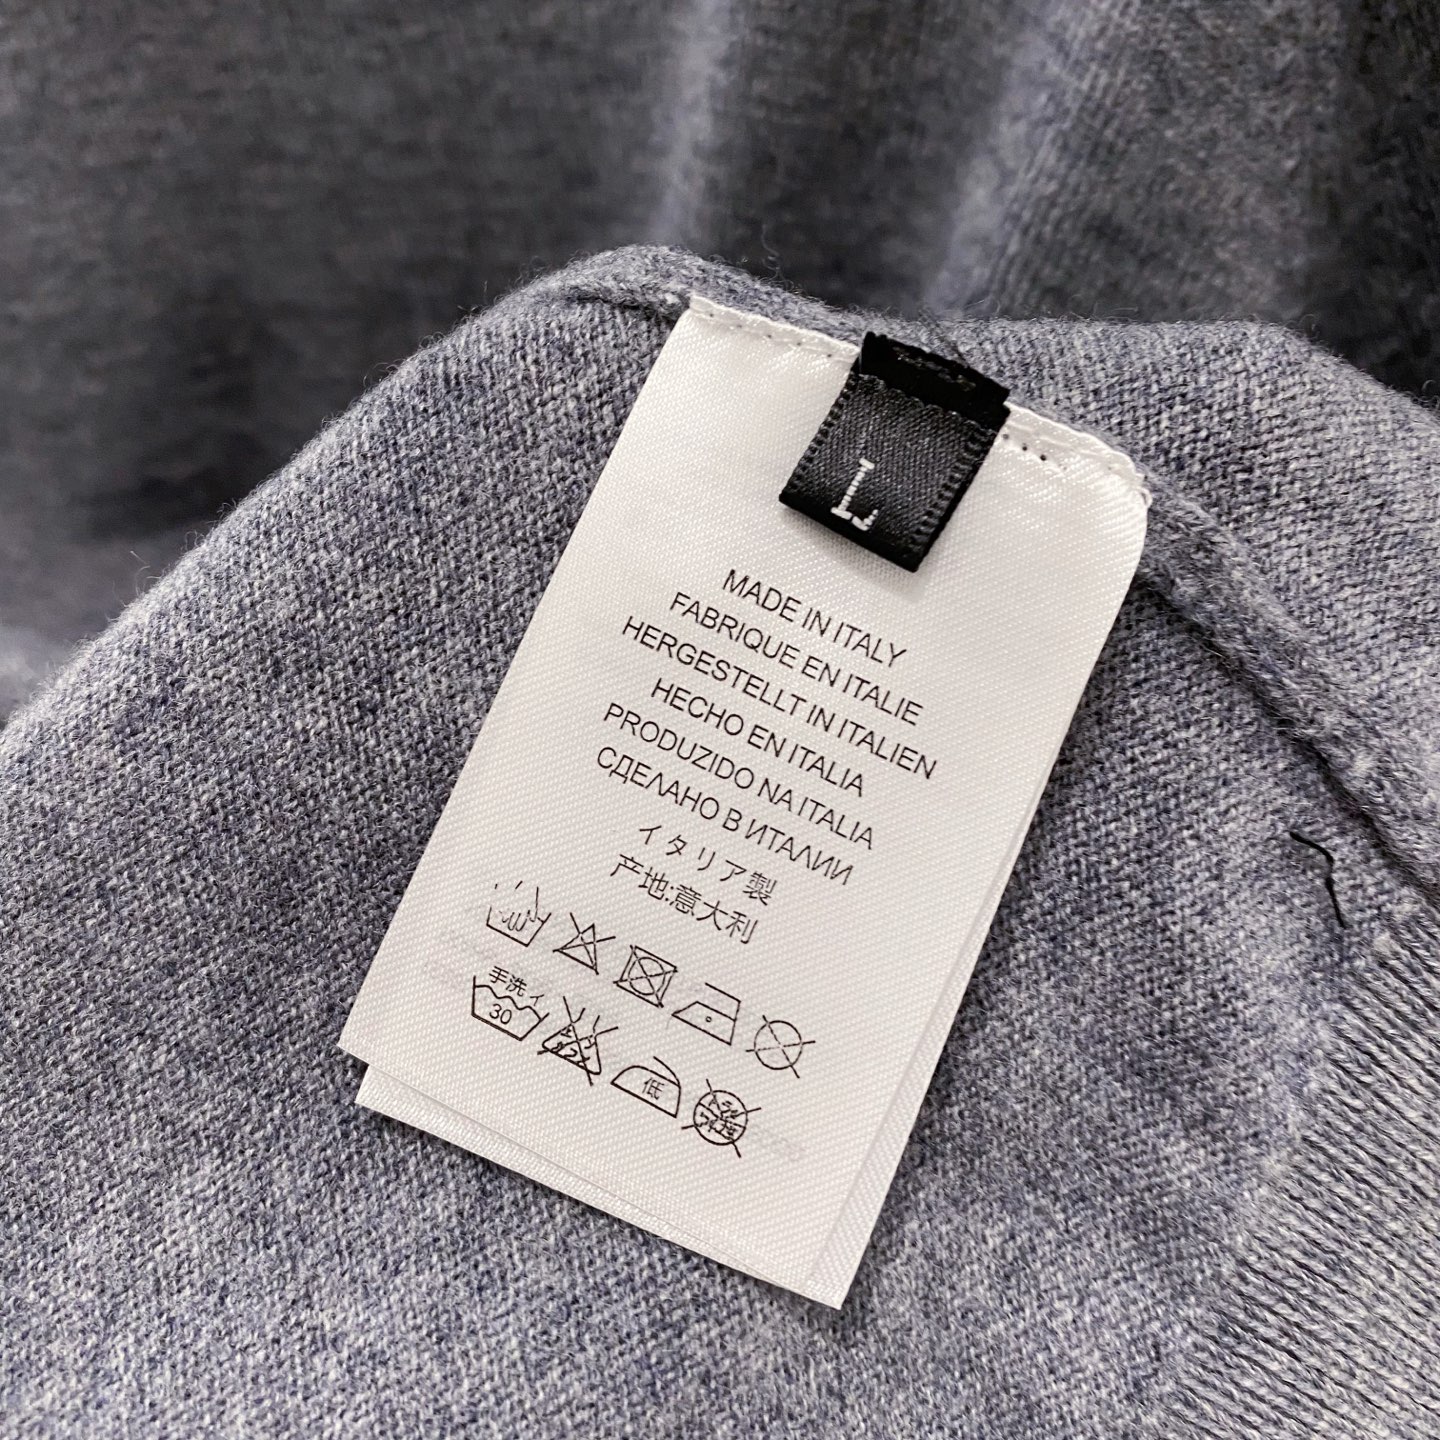 L
MADE IN ITALY
FABRIQUE EN ITALIE
HERGESTELLT IN ITALIEN
HECHO EN ITALIA
PRODUZIDO NA ITALIA
СДЕЛАНО В ИТАЛИИ
イタリア製
产地:意大利
手洗イ
30
低